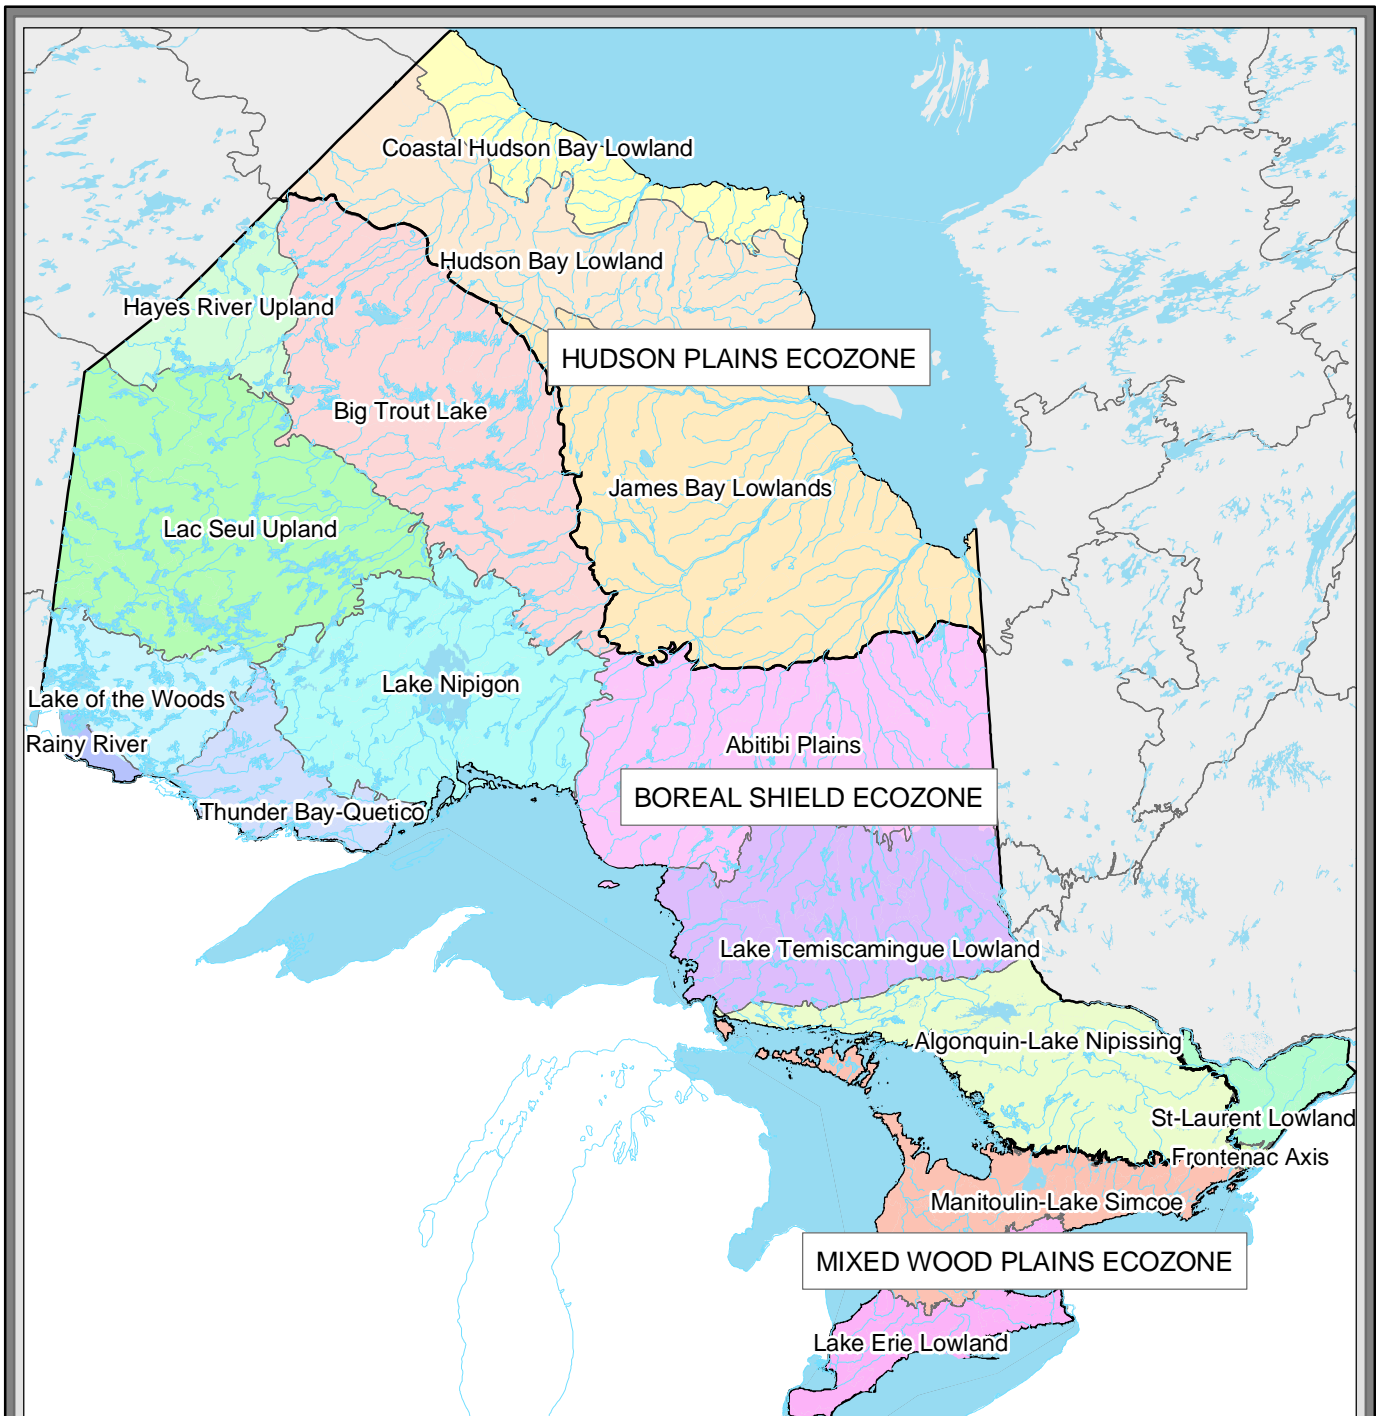 Coastal Hudson Bay Lowland
Hudson Bay Lowland
Hayes River Upland
HUDSON PLAINS ECOZONE
Big Trout Lake
James Bay Lowlands
Lac Seul Upland
Lake Nipigon
Lake of the Woods
Rainy River
Abitibi Plains
BOREAL SHIELD ECOZONE
Thunder Bay-Quetico
Lake Temiscamingue Lowland
Algonquin-Lake Nipissing
St-Laurent Lowland
Frontenac Axis
Manitoulin-Lake Simcoe
MIXED WOOD PLAINS ECOZONE
Lake Erie Lowland